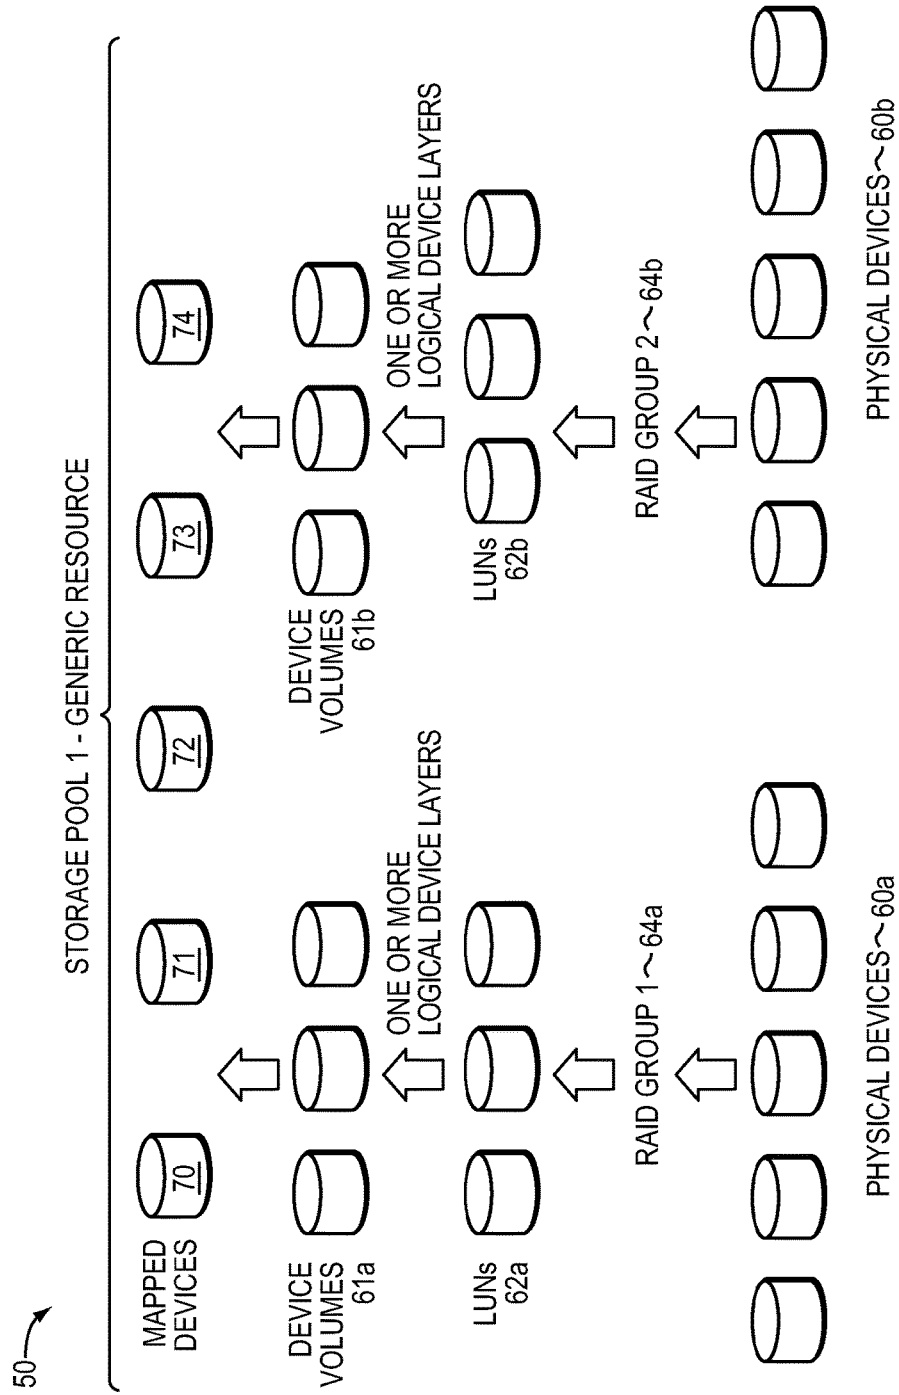 50
STORAGE POOL 1 - GENERIC RESOURCE
MAPPED
DEVICES
70
71
72
73
74
DEVICE
VOLUMES
61a
DEVICE
VOLUMES
61b
ONE OR MORE
LOGICAL DEVICE LAYERS
ONE OR MORE
LOGICAL DEVICE LAYERS
LUNs
62a
LUNs
62b
RAID GROUP 1~64a
RAID GROUP 2~64b
PHYSICAL DEVICES~60a
PHYSICAL DEVICES~60b